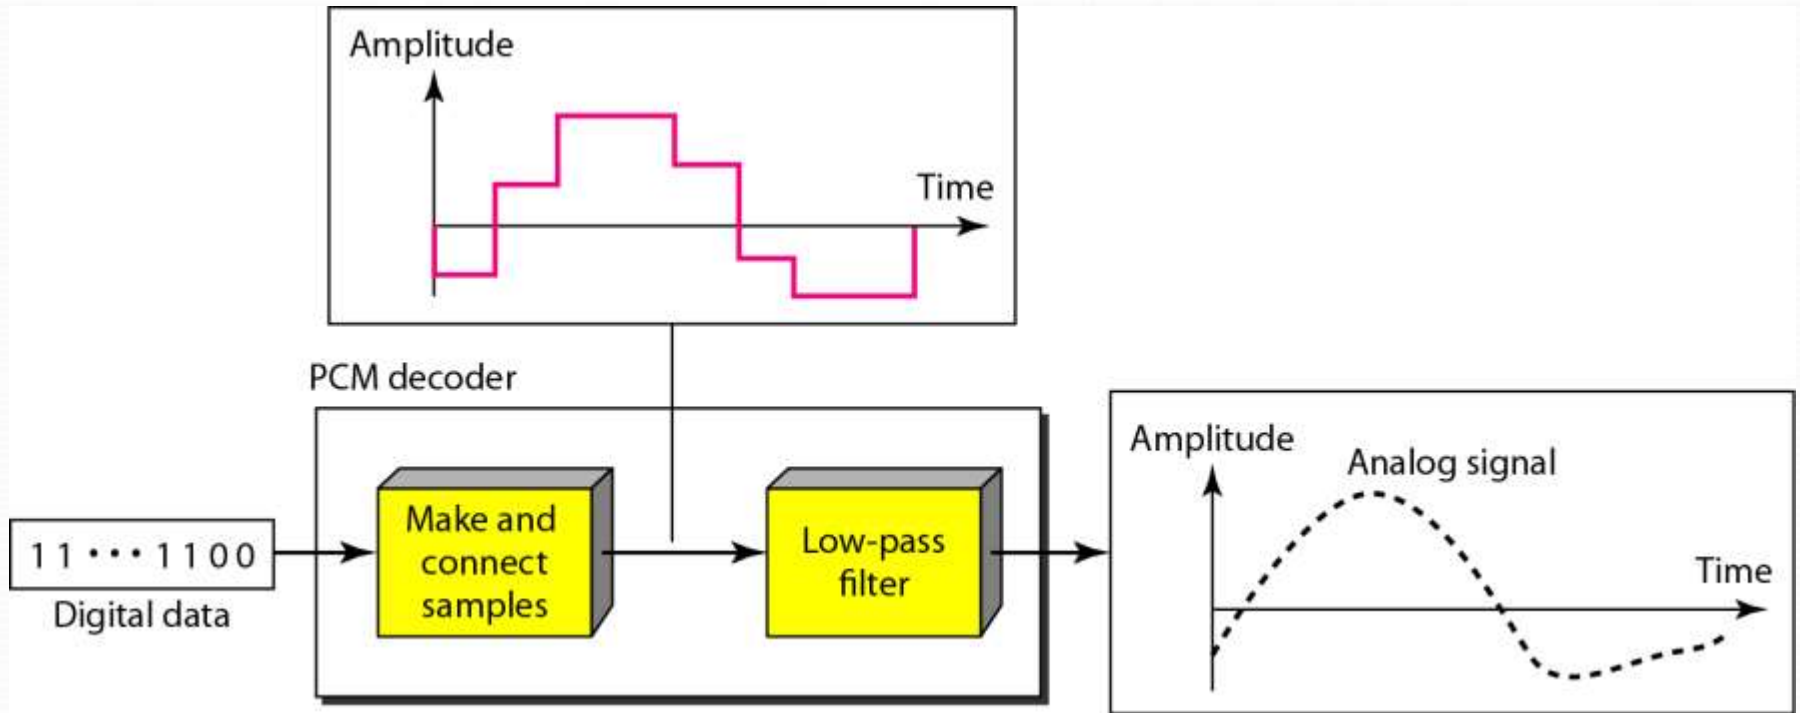 Amplitude
Time
PCM decoder
Make and
connect
samples
Low-pass
filter
1 1 • • • 1 1 0 0
Digital data
Amplitude
Analog signal
Time